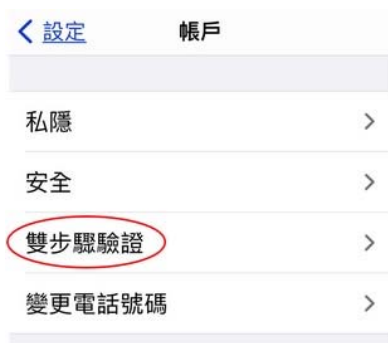 設定 帳戶
私隱
安全
雙步驟驗證
變更電話號碼